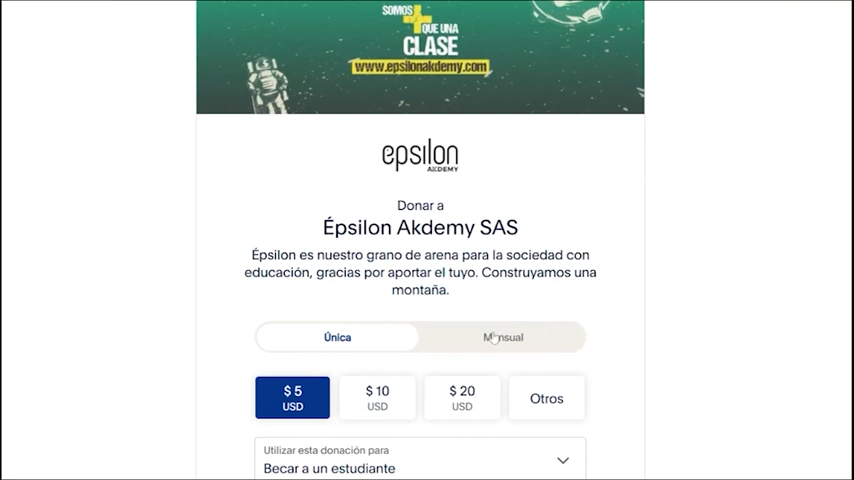 SOMOS
+ QUE UNA
CLASE
www.epsilonakdemy.com
epsilon
AKDEMY
Donar a
Épsilon Akdemy SAS
Épsilon es nuestro grano de arena para la sociedad con
educación, gracias por aportar el tuyo. Construyamos una
montaña.
Única Mensual
$ 5 $ 10 $ 20 Otros
USD USD USD
Utilizar esta donación para
Becar a un estudiante